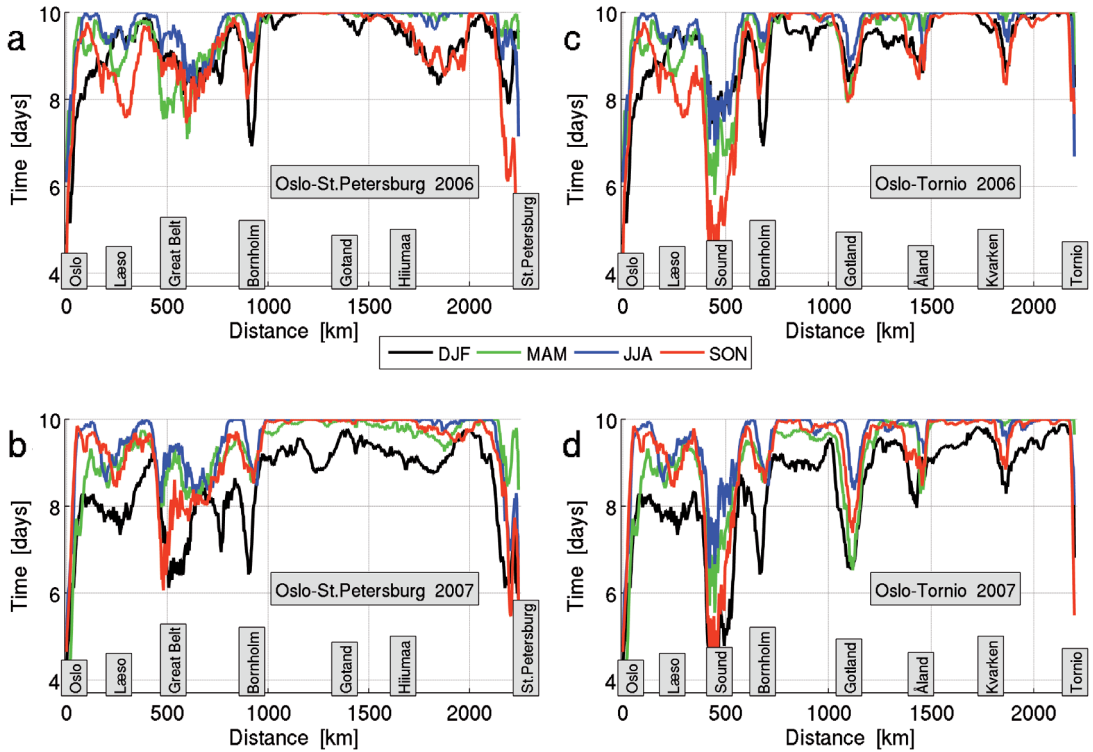 a
Time [days]
10
8
6
4
Oslo-St.Petersburg 2006
Oslo
Læso
Great Belt
Bornholm
Gotand
Hiiumaa
St.Petersburg
0
500
1000
1500
2000
Distance [km]
c
Time [days]
10
8
6
4
Oslo-Tornio 2006
Oslo
Læso
Sound
Bornholm
Gotland
Åland
Kvarken
Tornio
0
500
1000
1500
2000
Distance [km]
DJF MAM JJA SON
b
Time [days]
10
8
6
4
Oslo-St.Petersburg 2007
Oslo
Læso
Great Belt
Bornholm
Gotand
Hiiumaa
St.Petersburg
0
500
1000
1500
2000
Distance [km]
d
Time [days]
10
8
6
4
Oslo-Tornio 2007
Oslo
Læso
Sound
Bornholm
Gotland
Åland
Kvarken
Tornio
0
500
1000
1500
2000
Distance [km]